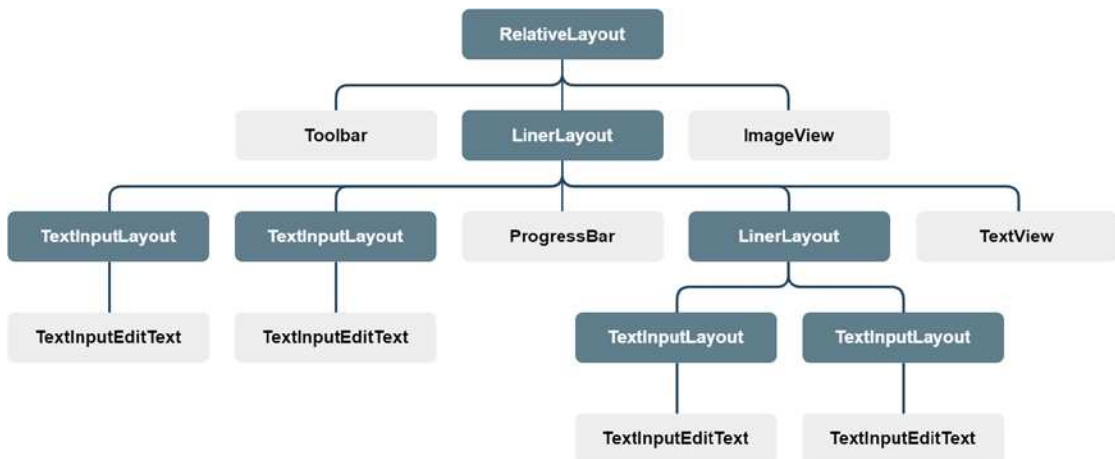 RelativeLayout
Toolbar
LinerLayout
ImageView
TextInputLayout
TextInputLayout
ProgressBar
LinerLayout
TextView
TextInputEditText
TextInputEditText
TextInputLayout
TextInputLayout
TextInputEditText
TextInputEditText